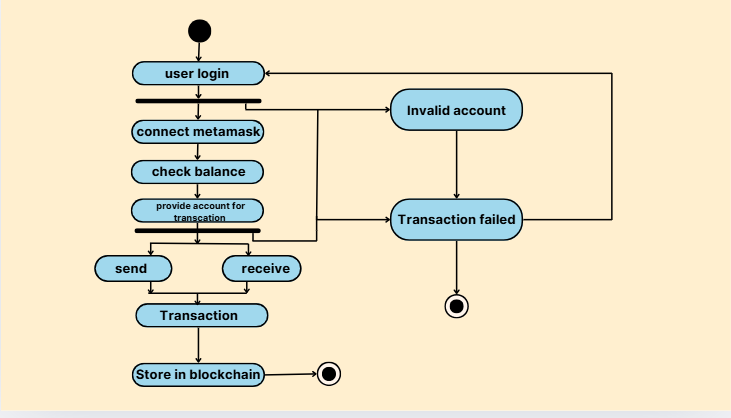 user login
Invalid account
connect metamask
check balance
provide account for
transcation
Transaction failed
send
receive
Transaction
Store in blockchain